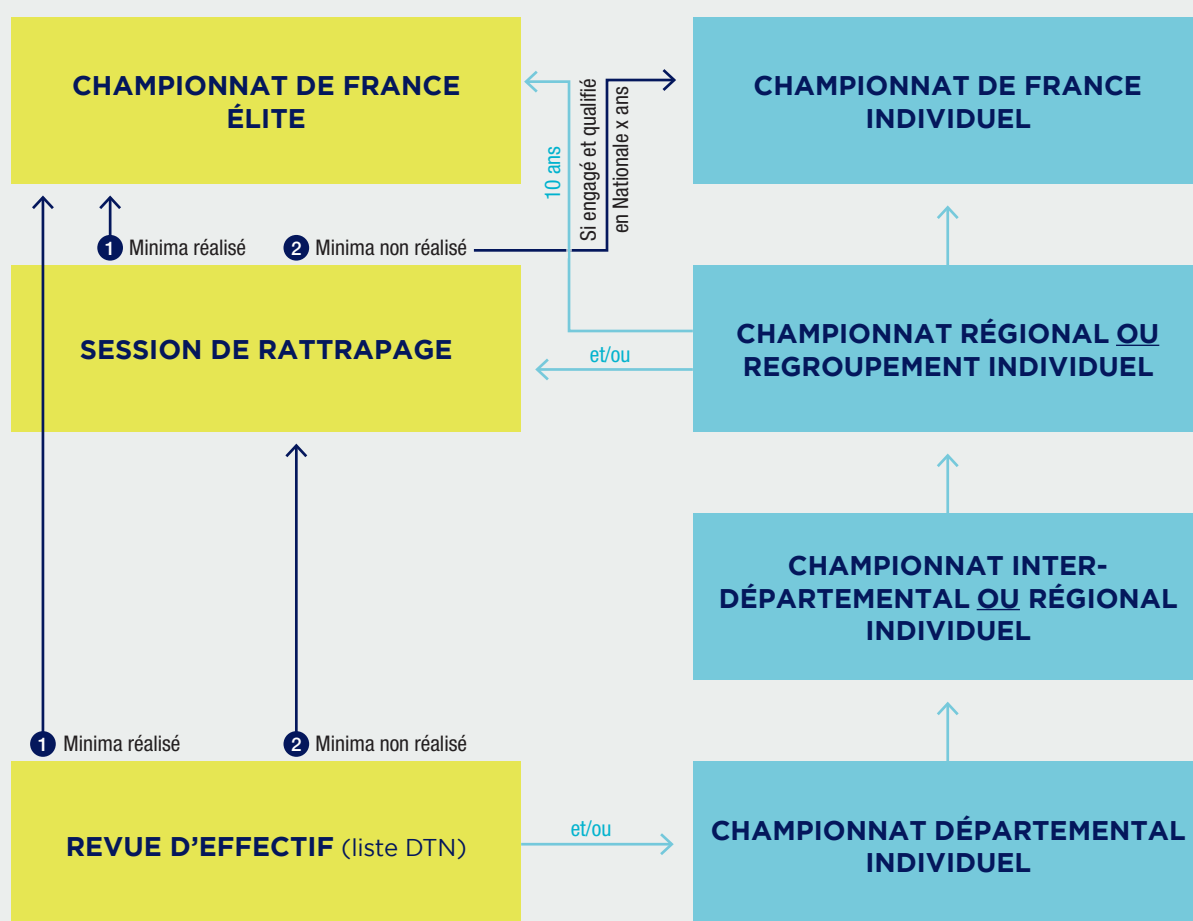 CHAMPIONNAT DE FRANCE
ÉLITE
CHAMPIONNAT DE FRANCE
INDIVIDUEL
10 ans
Si engagé et qualifié
en Nationale x ans
1 Minima réalisé
2 Minima non réalisé
SESSION DE RATTRAPAGE
et/ou
CHAMPIONNAT RÉGIONAL OU
REGROUPEMENT INDIVIDUEL
CHAMPIONNAT INTER-
DÉPARTEMENTAL OU RÉGIONAL
INDIVIDUEL
1 Minima réalisé
2 Minima non réalisé
REVUE D’EFFECTIF (liste DTN)
et/ou
CHAMPIONNAT DÉPARTEMENTAL
INDIVIDUEL